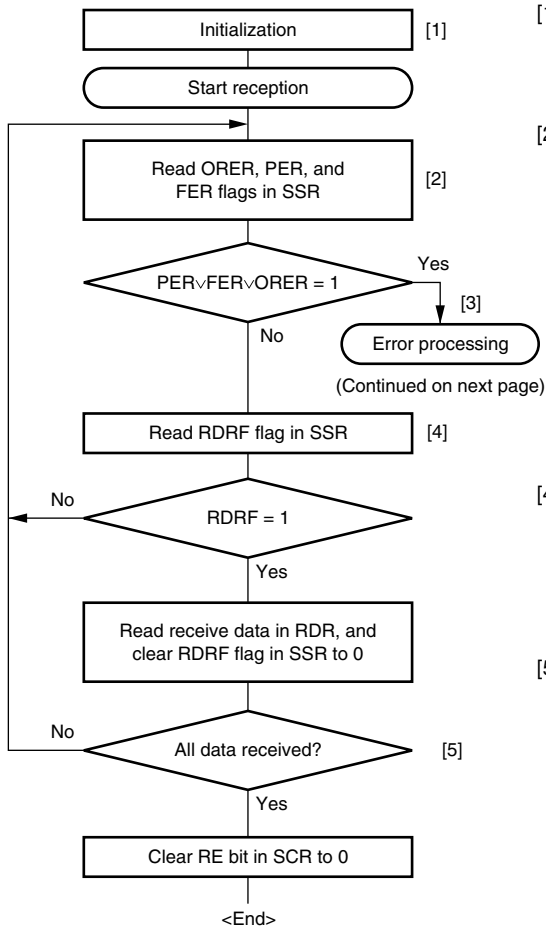 Initialization
[1]
Start reception
Read ORER, PER, and
FER flags in SSR
[2]
PER∨FER∨ORER = 1
Yes
[3]
No
Error processing
(Continued on next page)
Read RDRF flag in SSR
[4]
No
RDRF = 1
Yes
Read receive data in RDR, and
clear RDRF flag in SSR to 0
No
All data received?
[5]
Yes
Clear RE bit in SCR to 0
<End>